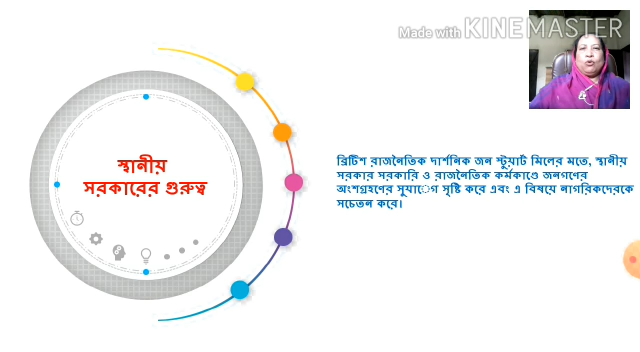 Made with KINEMASTER
স্থানীয়
সরকারের গুরুত্ব
ব্রিটিশ রাজনৈতিক দার্শনিক জন স্টুয়ার্ট মিলের মতে, স্থানীয়
সরকার সরকারি ও রাজনৈতিক কর্মকাণ্ডে জনগণের
অংশগ্রহণের সুযাোগ সৃষ্টি করে এবং এ বিষয়ে নাগরিকদেরকে
সচেতন করে।